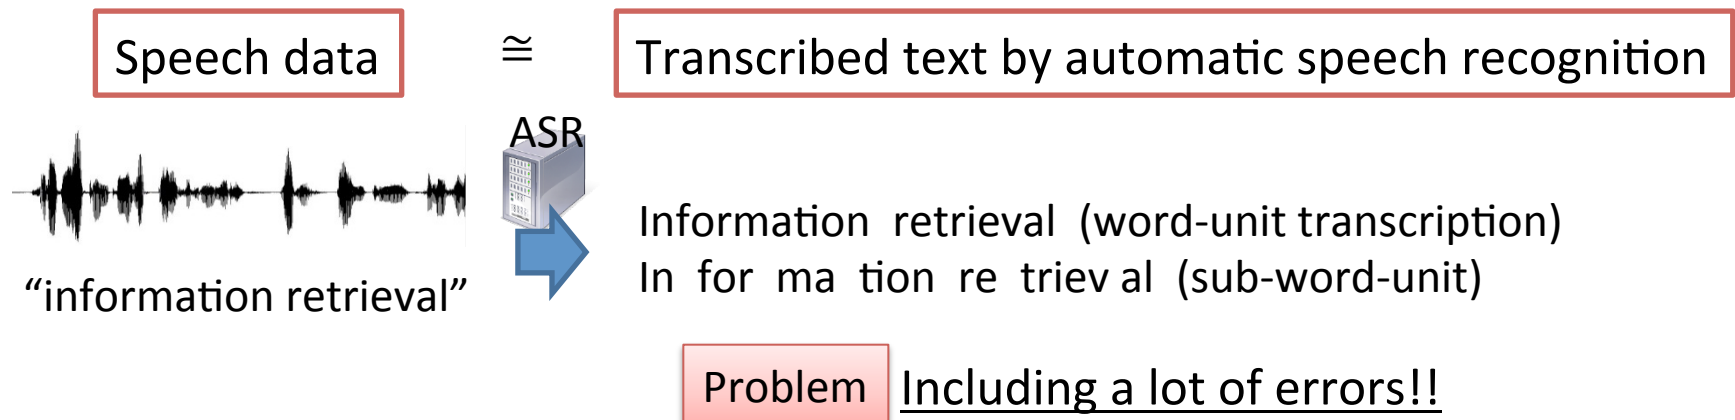 Speech data ≅ Transcribed text by automatic speech recognition
ASR
Information retrieval (word-unit transcription)
In for ma tion re triev al (sub-word-unit)
“information retrieval”
Problem Including a lot of errors!!